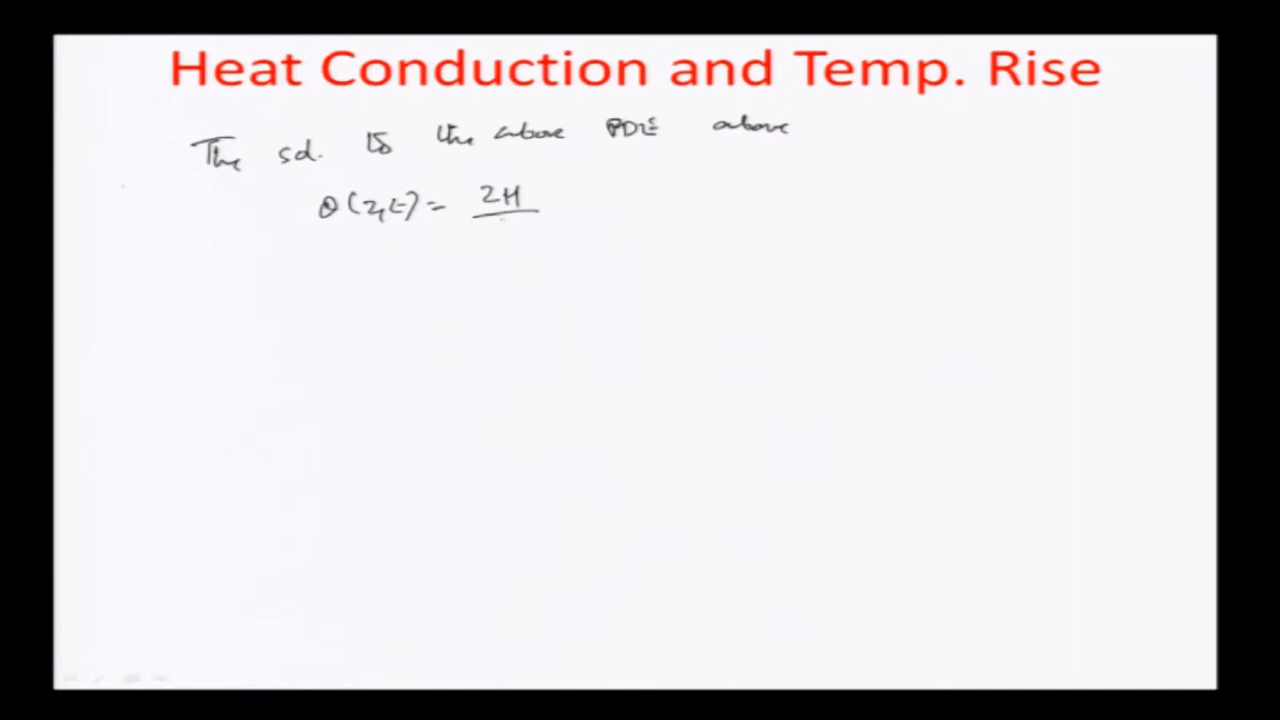 Heat Conduction and Temp. Rise
The sol. to the above PDE above
θ(z,t) = 2H